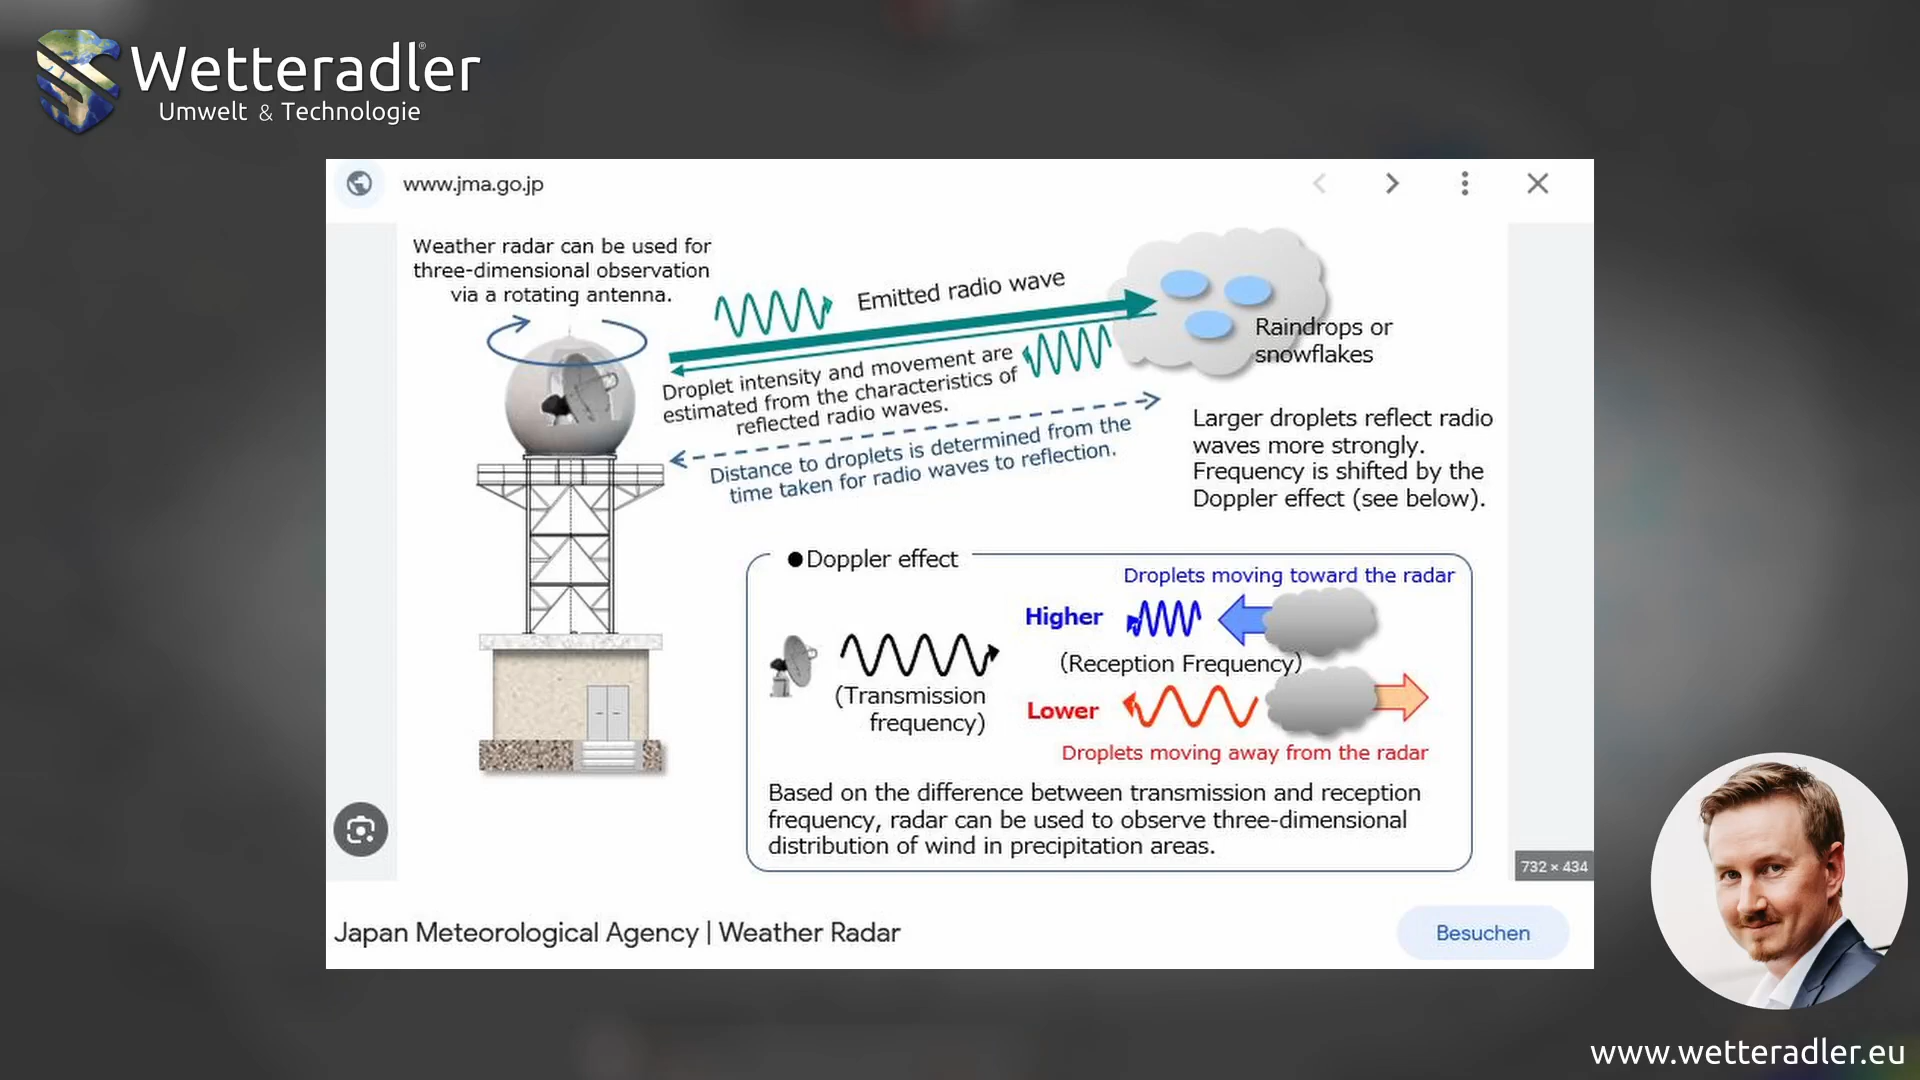 Wetteradler®
Umwelt & Technologie
www.jma.go.jp
Weather radar can be used for
three-dimensional observation
via a rotating antenna.
Emitted radio wave
Raindrops or
snowflakes
Droplet intensity and movement are
estimated from the characteristics of
reflected radio waves.
Distance to droplets is determined from the
time taken for radio waves to reflection.
Larger droplets reflect radio
waves more strongly.
Frequency is shifted by the
Doppler effect (see below).
●Doppler effect
Droplets moving toward the radar
Higher
(Reception Frequency)
(Transmission
frequency)
Lower
Droplets moving away from the radar
Based on the difference between transmission and reception
frequency, radar can be used to observe three-dimensional
distribution of wind in precipitation areas.
732 × 434
Japan Meteorological Agency | Weather Radar
Besuchen
www.wetteradler.eu